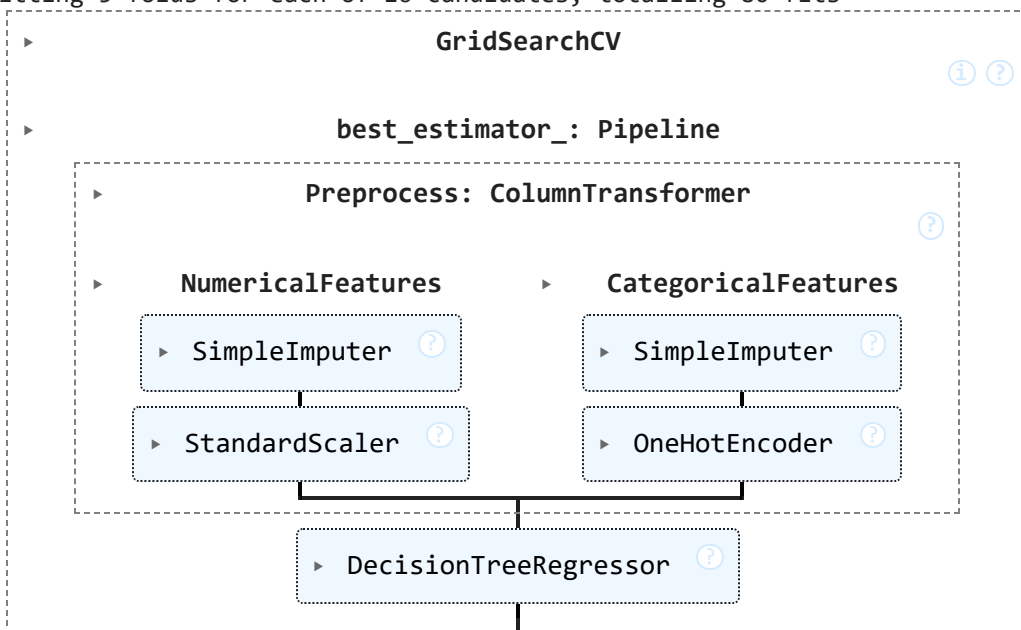 GridSearchCV
i ?
best_estimator_: Pipeline
Preprocess: ColumnTransformer
?
NumericalFeatures CategoricalFeatures
SimpleImputer ? SimpleImputer ?
StandardScaler ? OneHotEncoder ?
DecisionTreeRegressor ?